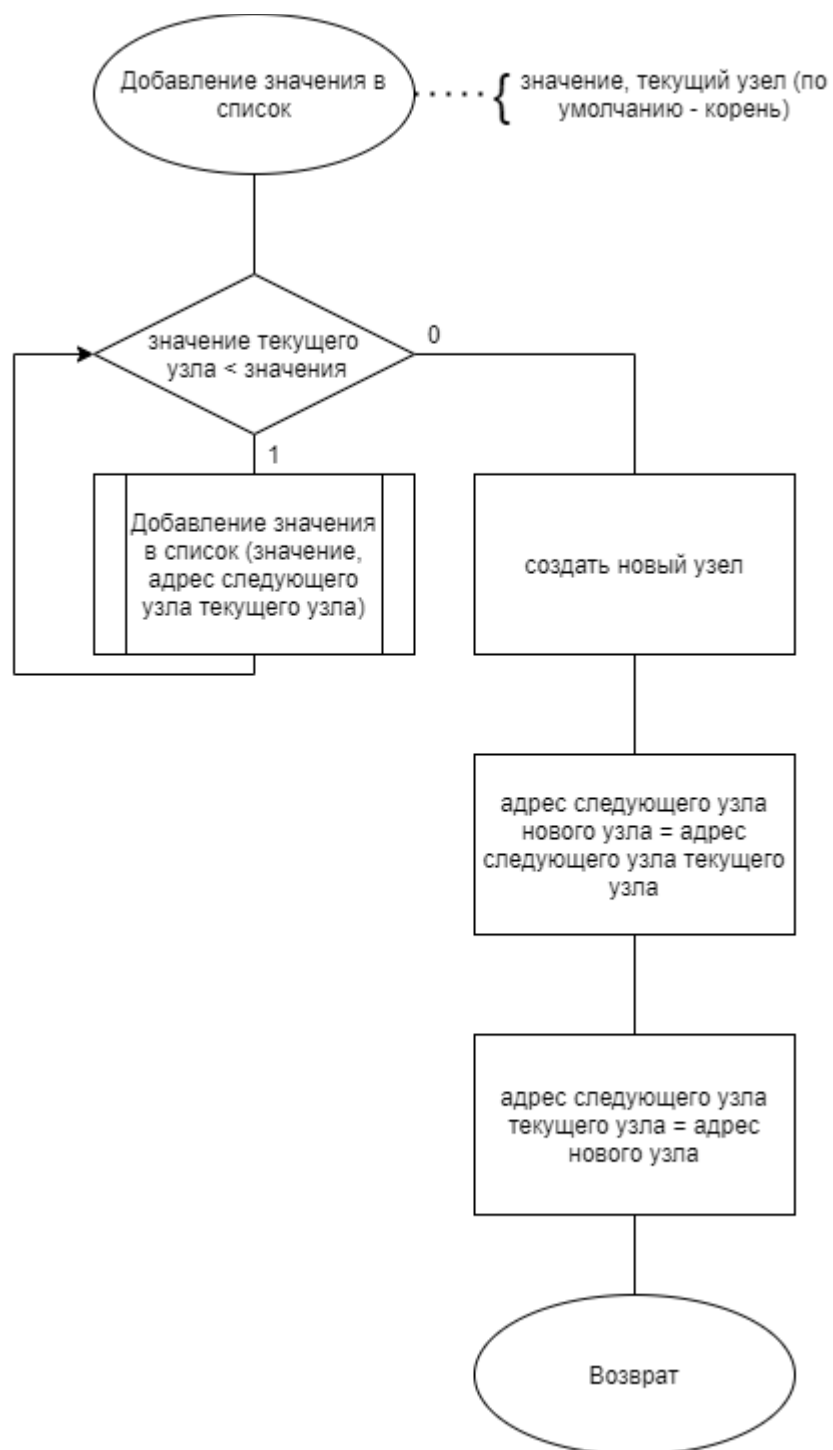 Добавление значения в
список
{ значение, текущий узел (по
умолчанию - корень)
значение текущего
узла < значения
0
1
Добавление значения
в список (значение,
адрес следующего
узла текущего узла)
создать новый узел
адрес следующего узла
нового узла = адрес
следующего узла текущего
узла
адрес следующего узла
текущего узла = адрес
нового узла
Возврат